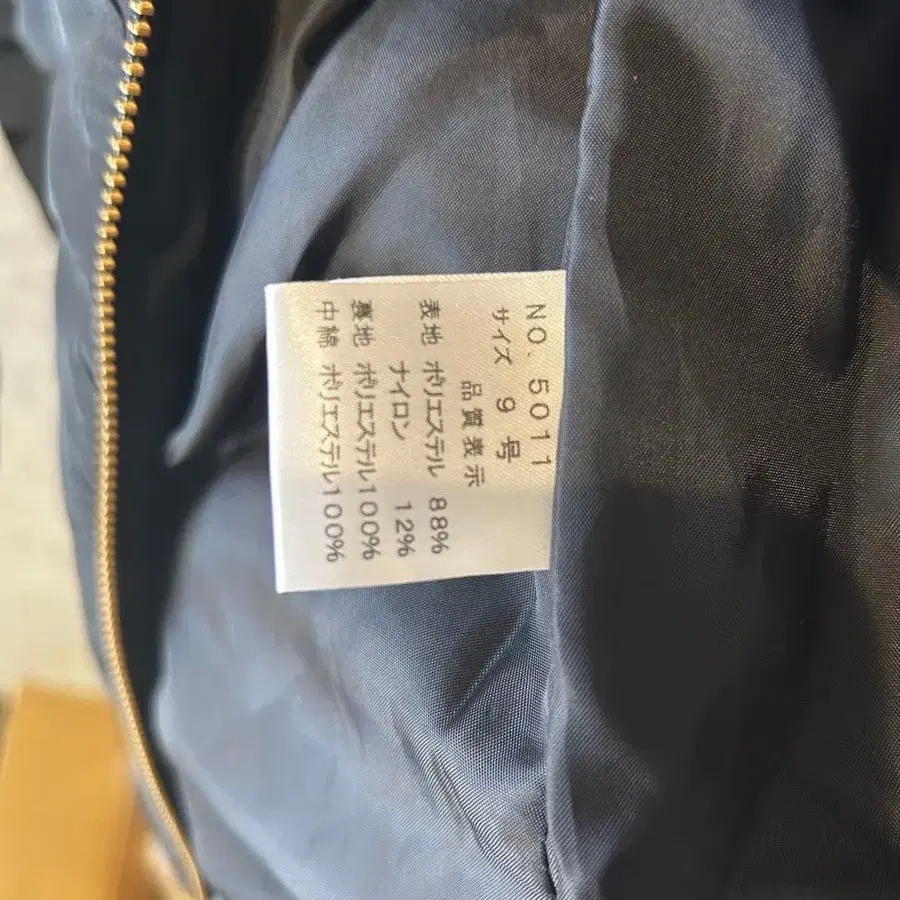 NO. 5011
サイズ 9号
品質表示
表地 ポリエステル 88%
ナイロン 12%
裏地 ポリエステル100%
中綿 ポリエステル100%